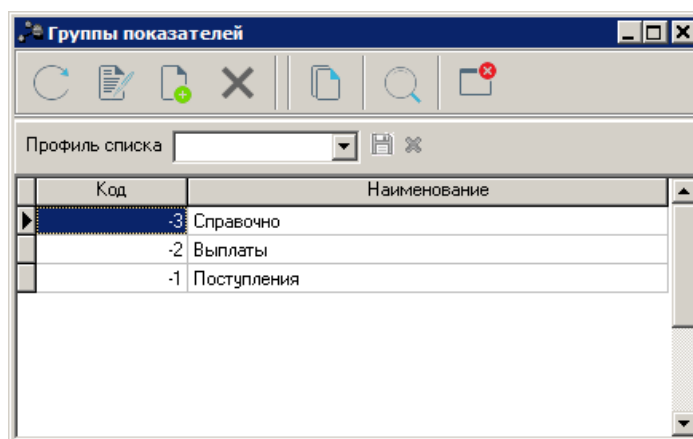 Группы показателей
Профиль списка
Код Наименование
-3 Справочно
-2 Выплаты
-1 Поступления